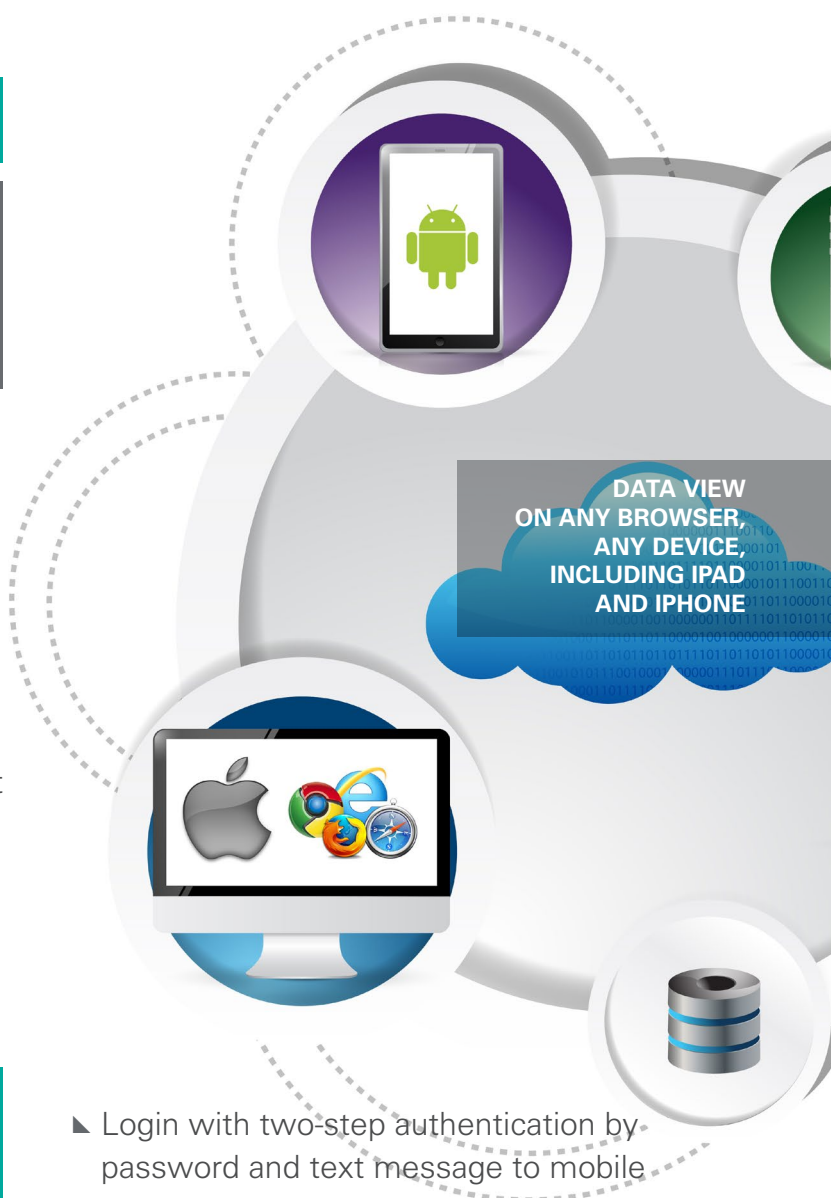 DATA VIEW
ON ANY BROWSER,
ANY DEVICE,
INCLUDING IPAD
AND IPHONE
t
Login with two-step authentication by
password and text message to mobile